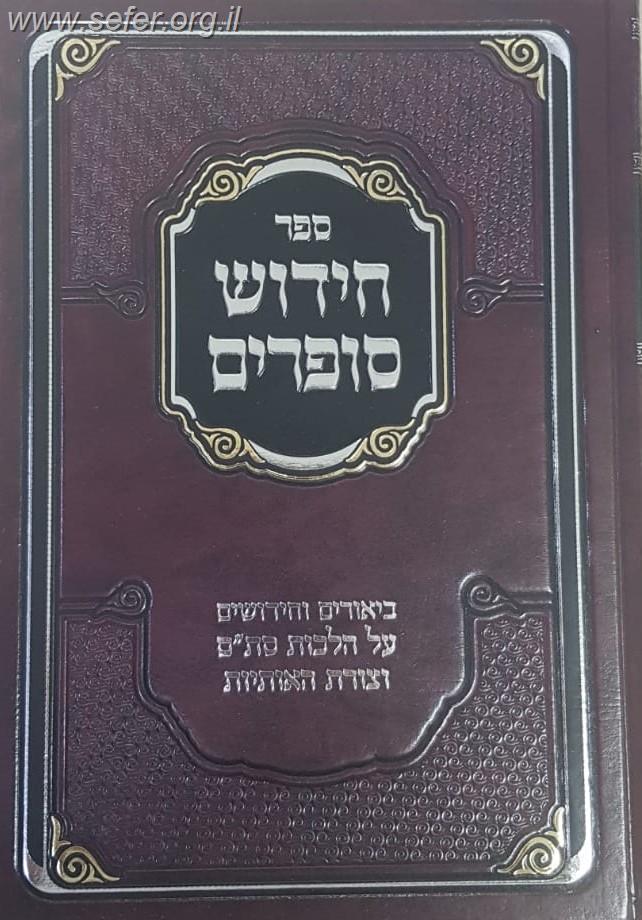 www.sefer.org.il
ספר
חידוש
סופרים
ביאורים וחידושים
על הלכות סת"ם
וצורת האותיות